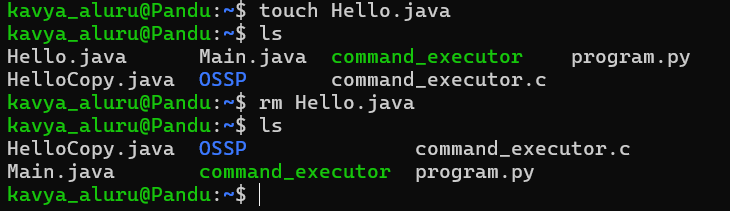 kavya_aluru@Pandu:~$ touch Hello.java
kavya_aluru@Pandu:~$ ls
Hello.java      Main.java  command_executor    program.py
HelloCopy.java  OSSP       command_executor.c
kavya_aluru@Pandu:~$ rm Hello.java
kavya_aluru@Pandu:~$ ls
HelloCopy.java  OSSP              command_executor.c
Main.java       command_executor  program.py
kavya_aluru@Pandu:~$